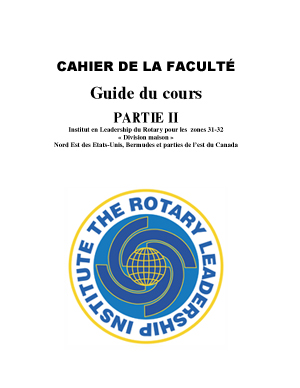 CAHIER DE LA FACULTÉ
Guide du cours
PARTIE II
Institut en Leadership du Rotary pour les zones 31-32
« Division maison »
Nord Est des Etats-Unis, Bermudes et parties de l'est du Canada
THE ROTARY LEADERSHIP INSTITUTE